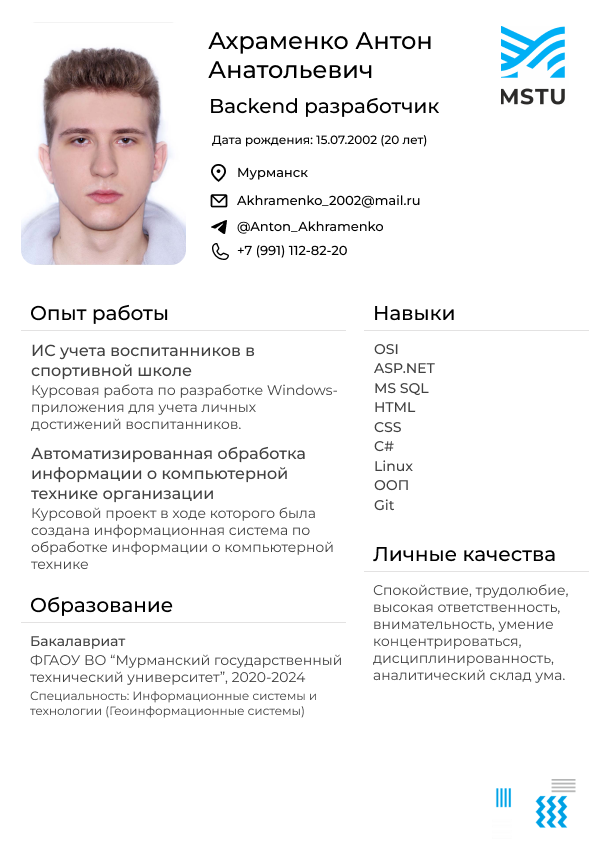 Ахраменко Антон
Анатольевич
Backend разработчик
Дата рождения: 15.07.2002 (20 лет)
Мурманск
Akhramenko_2002@mail.ru
@Anton_Akhramenko
+7 (991) 112-82-20
MSTU
Опыт работы
ИС учета воспитанников в
спортивной школе
Курсовая работа по разработке Windows-
приложения для учета личных
достижений воспитанников.
Автоматизированная обработка
информации о компьютерной
технике организации
Курсовой проект в ходе которого была
создана информационная система по
обработке информации о компьютерной
технике
Образование
Бакалавриат
ФГАОУ ВО “Мурманский государственный
технический университет”, 2020-2024
Специальность: Информационные системы и
технологии (Геоинформационные системы)
Навыки
OSI
ASP.NET
MS SQL
HTML
CSS
C#
Linux
ООП
Git
Личные качества
Спокойствие, трудолюбие,
высокая ответственность,
внимательность, умение
концентрироваться,
дисциплинированность,
аналитический склад ума.